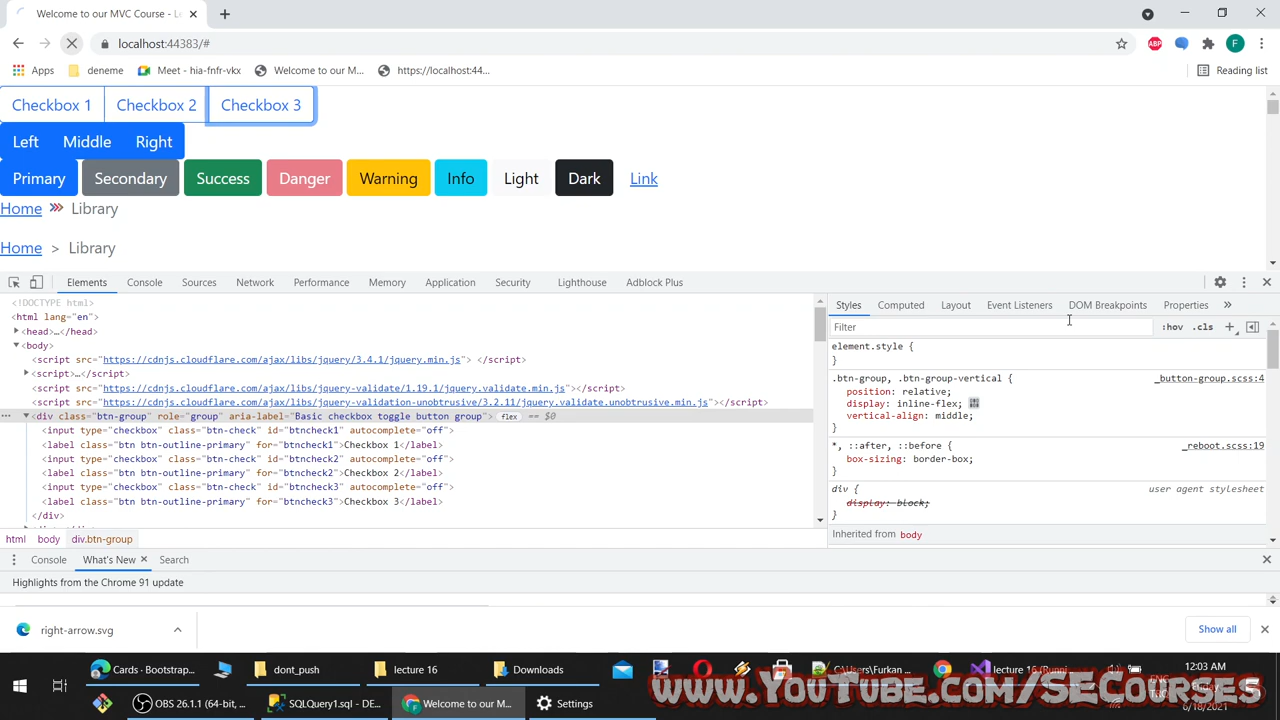 Welcome to our MVC Course - Le
localhost:44383/#
ABP
F
Apps deneme Meet - hia-fnfr-vkx Welcome to our M... https://localhost:44... Reading list
Checkbox 1 Checkbox 2 Checkbox 3
Left Middle Right
Primary Secondary Success Danger Warning Info Light Dark Link
Home Library
Home > Library
Elements Console Sources Network Performance Memory Application Security Lighthouse Adblock Plus
<!DOCTYPE html>
<html lang="en">
<head>…</head>
<body>
<script src="https://cdnjs.cloudflare.com/ajax/libs/jquery/3.4.1/jquery.min.js"> </script>
<script>…</script>
<script src="https://cdnjs.cloudflare.com/ajax/libs/jquery-validate/1.19.1/jquery.validate.min.js"></script>
<script src="https://cdnjs.cloudflare.com/ajax/libs/jquery-validation-unobtrusive/3.2.11/jquery.validate.unobtrusive.min.js"></script>
<div class="btn-group" role="group" aria-label="Basic checkbox toggle button group"> flex == $0
<input type="checkbox" class="btn-check" id="btncheck1" autocomplete="off">
<label class="btn btn-outline-primary" for="btncheck1">Checkbox 1</label>
<input type="checkbox" class="btn-check" id="btncheck2" autocomplete="off">
<label class="btn btn-outline-primary" for="btncheck2">Checkbox 2</label>
<input type="checkbox" class="btn-check" id="btncheck3" autocomplete="off">
<label class="btn btn-outline-primary" for="btncheck3">Checkbox 3</label>
</div>
html body div.btn-group
Styles Computed Layout Event Listeners DOM Breakpoints Properties »
Filter :hov .cls +
element.style {
}
.btn-group, .btn-group-vertical { _button-group.scss:4
position: relative;
display: inline-flex;
vertical-align: middle;
}
*, ::after, ::before { _reboot.scss:19
box-sizing: border-box;
}
div { user agent stylesheet
display: block;
}
Inherited from body
Console What's New Search
Highlights from the Chrome 91 update
right-arrow.svg
Show all
Cards · Bootstrap... dont_push lecture 16 Downloads C:\Users\Furkan ... lecture 16 (Runni... 12:03 AM
ENG Friday
OBS 26.1.1 (64-bit, ... SQLQuery1.sql - DE... Welcome to our M... Settings 6/18/2021
www.YouTube.com/SECourses